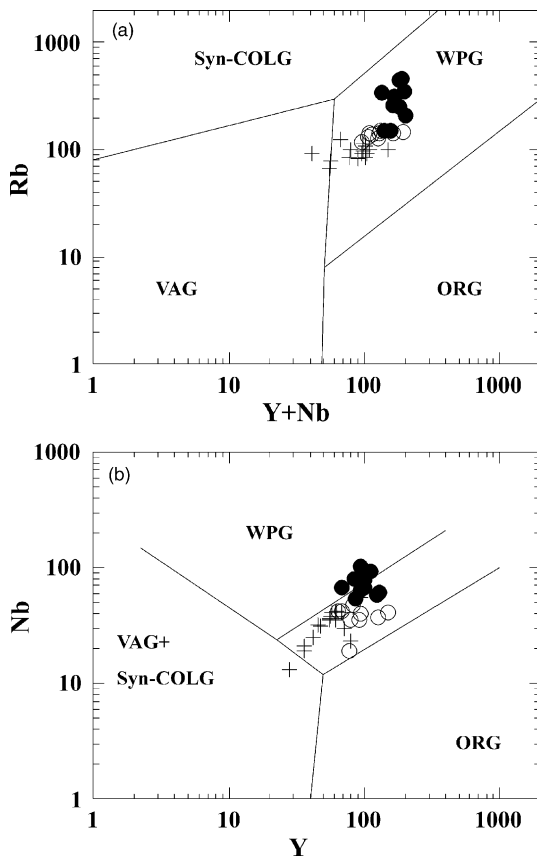 (a)
1000
100
10
1
Rb
Syn-COLG
WPG
VAG
ORG
1 10 100 1000
Y+Nb
(b)
1000
100
10
1
Nb
WPG
VAG+
Syn-COLG
ORG
1 10 100 1000
Y